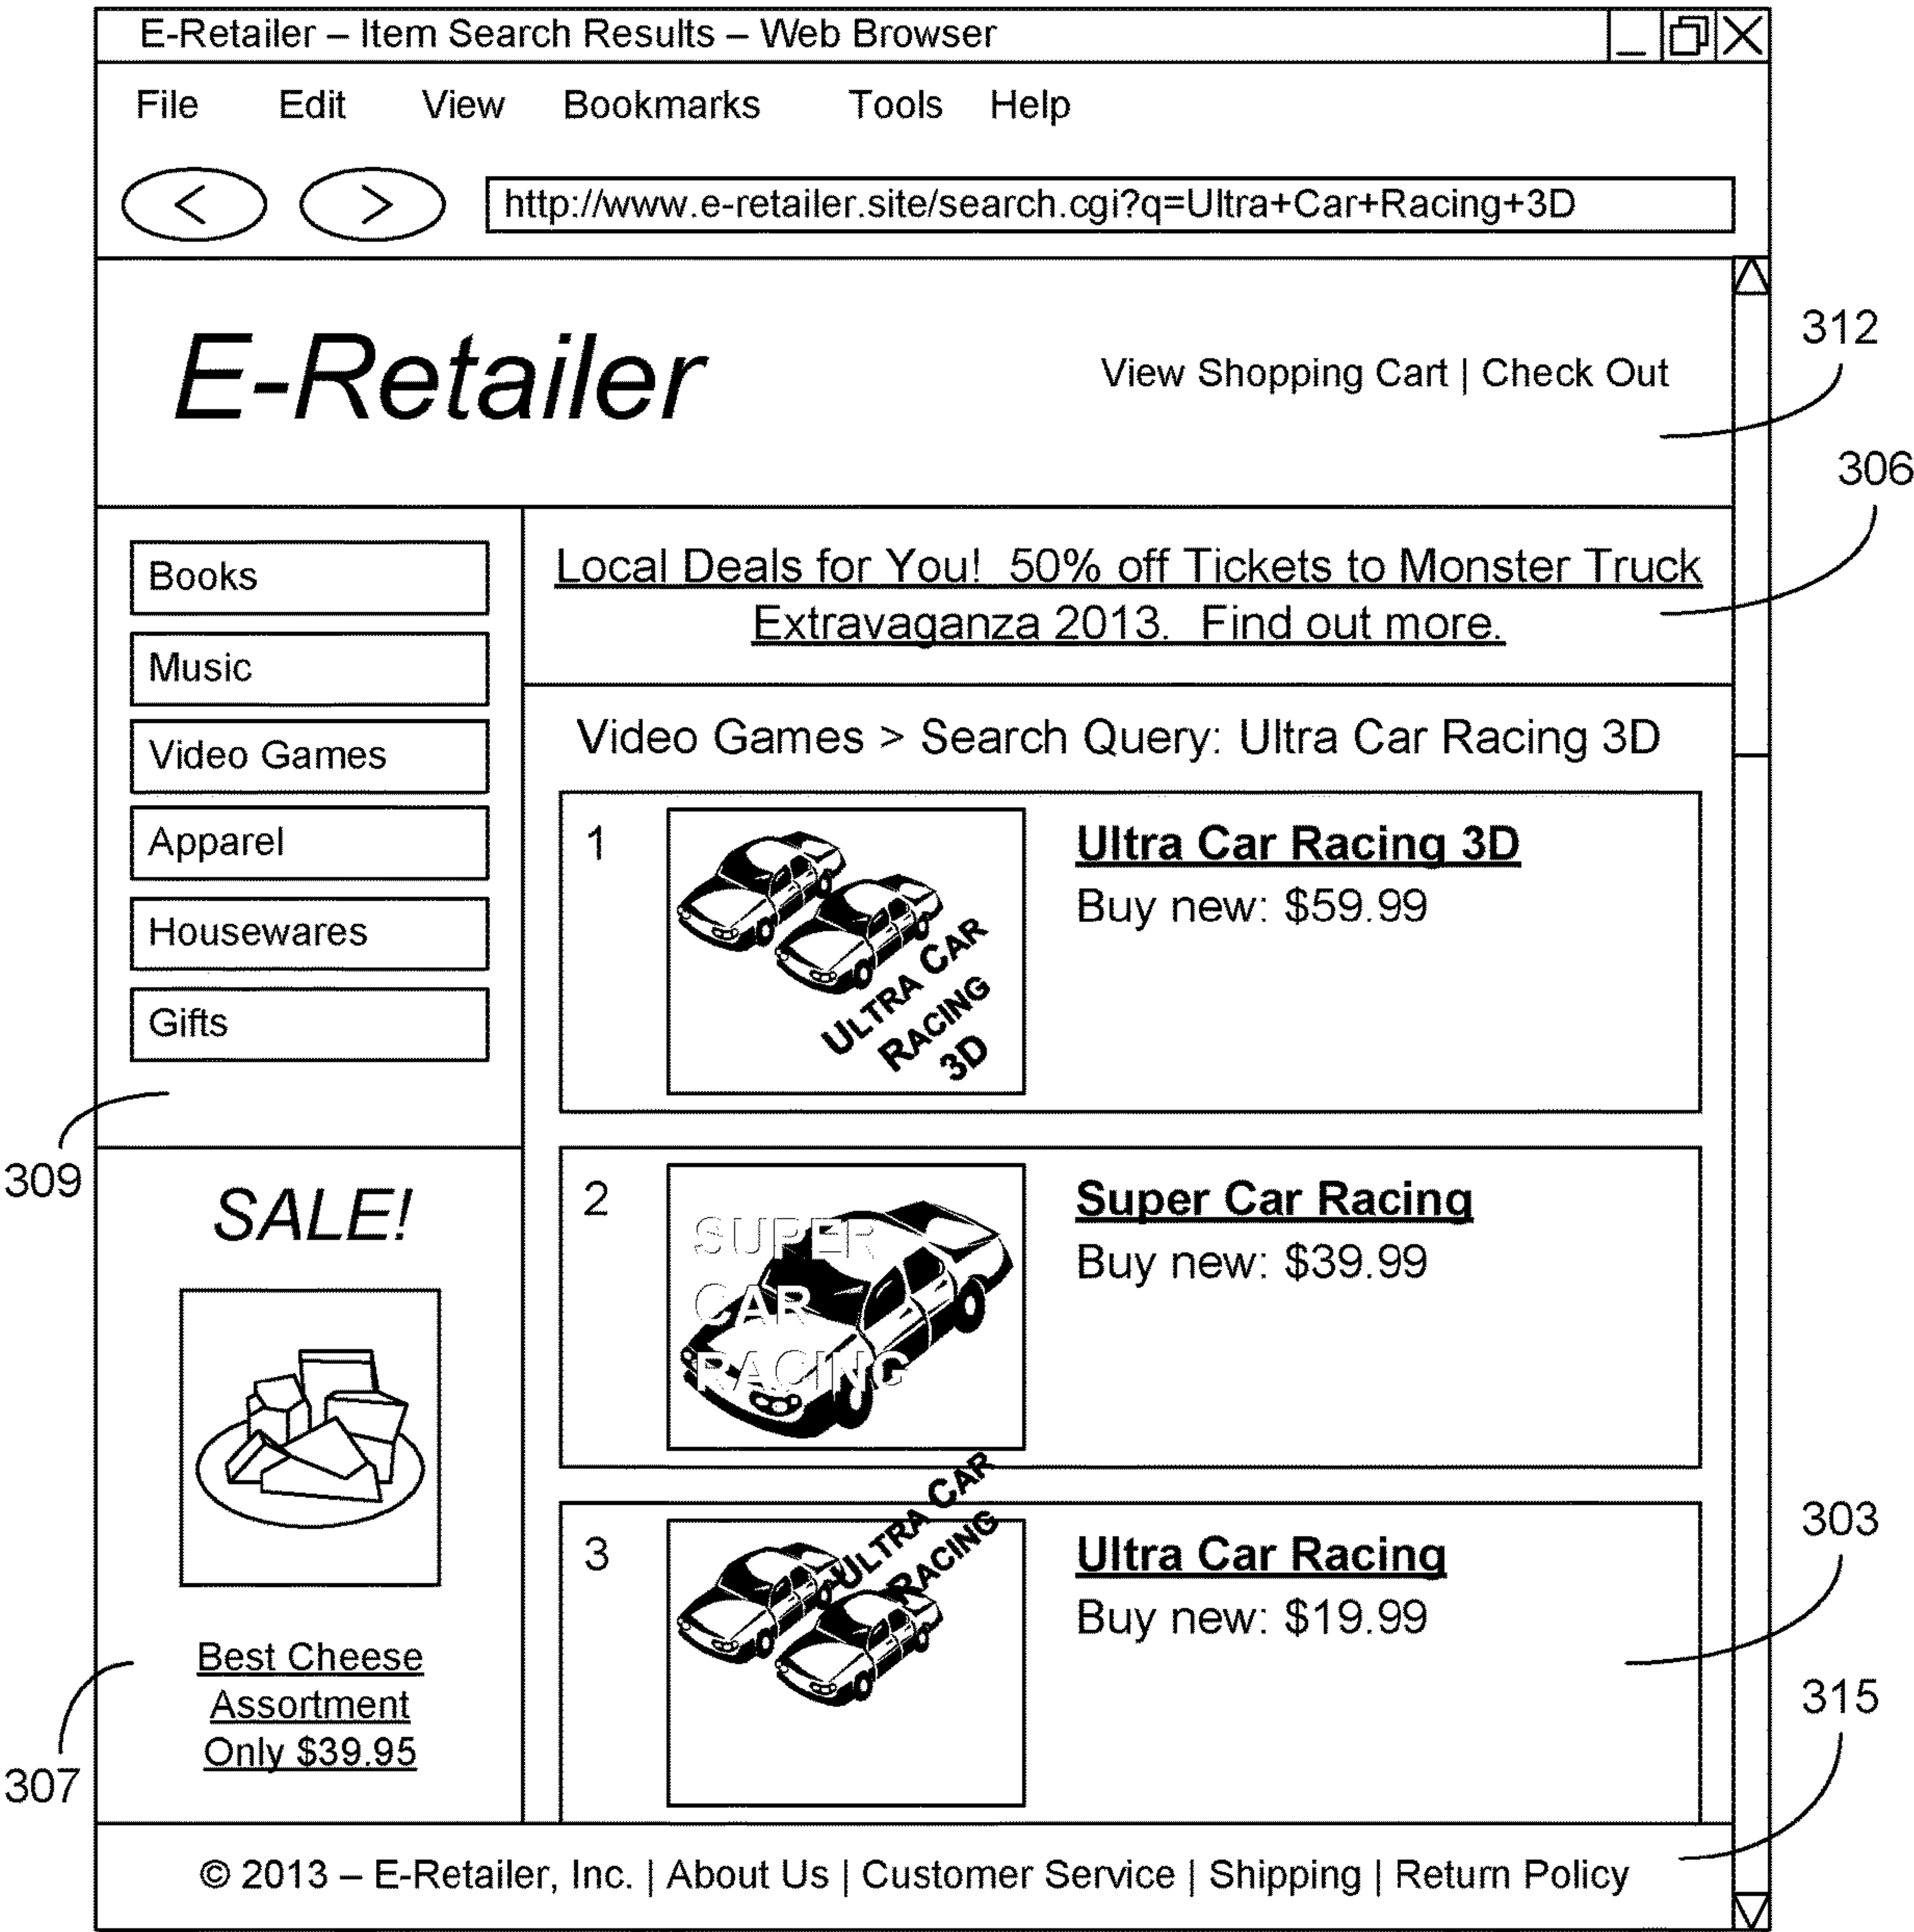 E-Retailer – Item Search Results – Web Browser
File Edit View Bookmarks Tools Help
< > http://www.e-retailer.site/search.cgi?q=Ultra+Car+Racing+3D
312
E-Retailer
View Shopping Cart | Check Out
306
Books
Music
Video Games
Apparel
Housewares
Gifts
309
Local Deals for You! 50% off Tickets to Monster Truck
Extravaganza 2013. Find out more.
Video Games > Search Query: Ultra Car Racing 3D
1
ULTRA CAR
RACING
3D
Ultra Car Racing 3D
Buy new: $59.99
2
SUPER
CAR
RACING
Super Car Racing
Buy new: $39.99
3
ULTRA CAR
RACING
Ultra Car Racing
Buy new: $19.99
303
315
SALE!
Best Cheese
Assortment
Only $39.95
307
© 2013 – E-Retailer, Inc. | About Us | Customer Service | Shipping | Return Policy